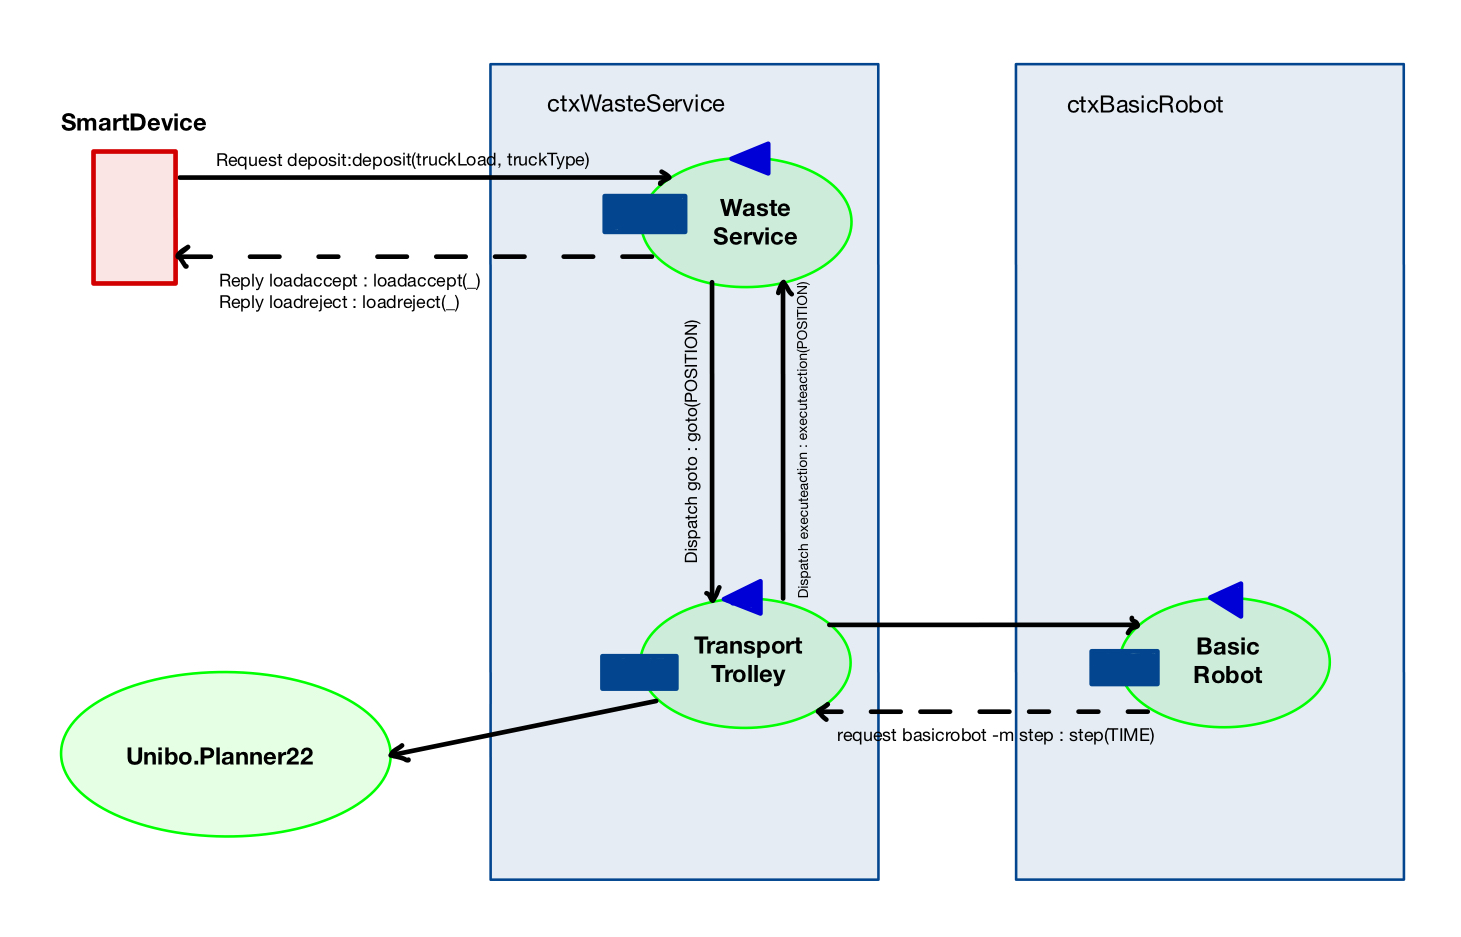 ctxWasteService
ctxBasicRobot
SmartDevice
Request deposit:deposit(truckLoad, truckType)
Waste
Service
Reply loadaccept : loadaccept(_)
Reply loadreject : loadreject(_)
Dispatch goto : goto(POSITION)
Dispatch executeaction : executeaction(POSITION)
Transport
Trolley
Basic
Robot
request basicrobot -m step : step(TIME)
Unibo.Planner22